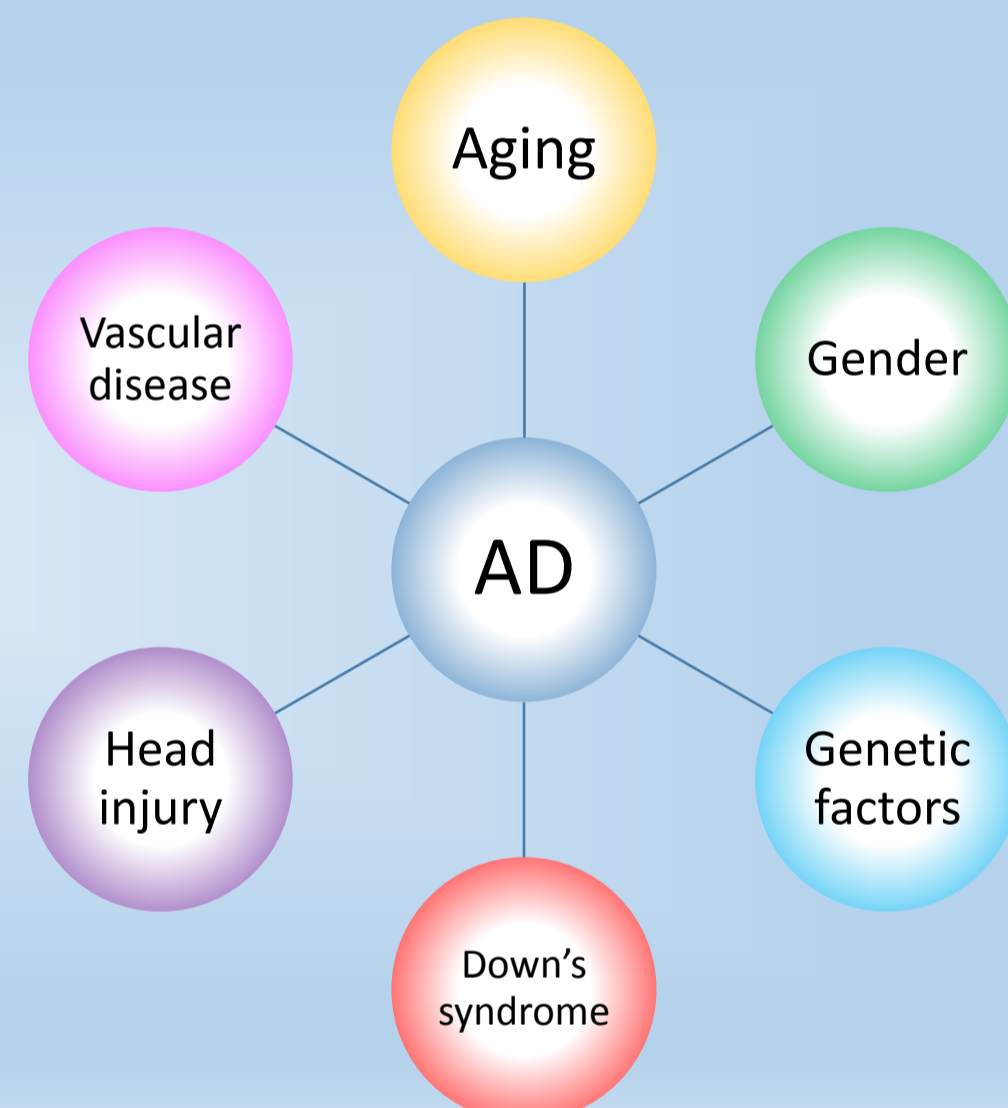 Aging
Vascular
disease
Gender
AD
Head
injury
Genetic
factors
Down’s
syndrome